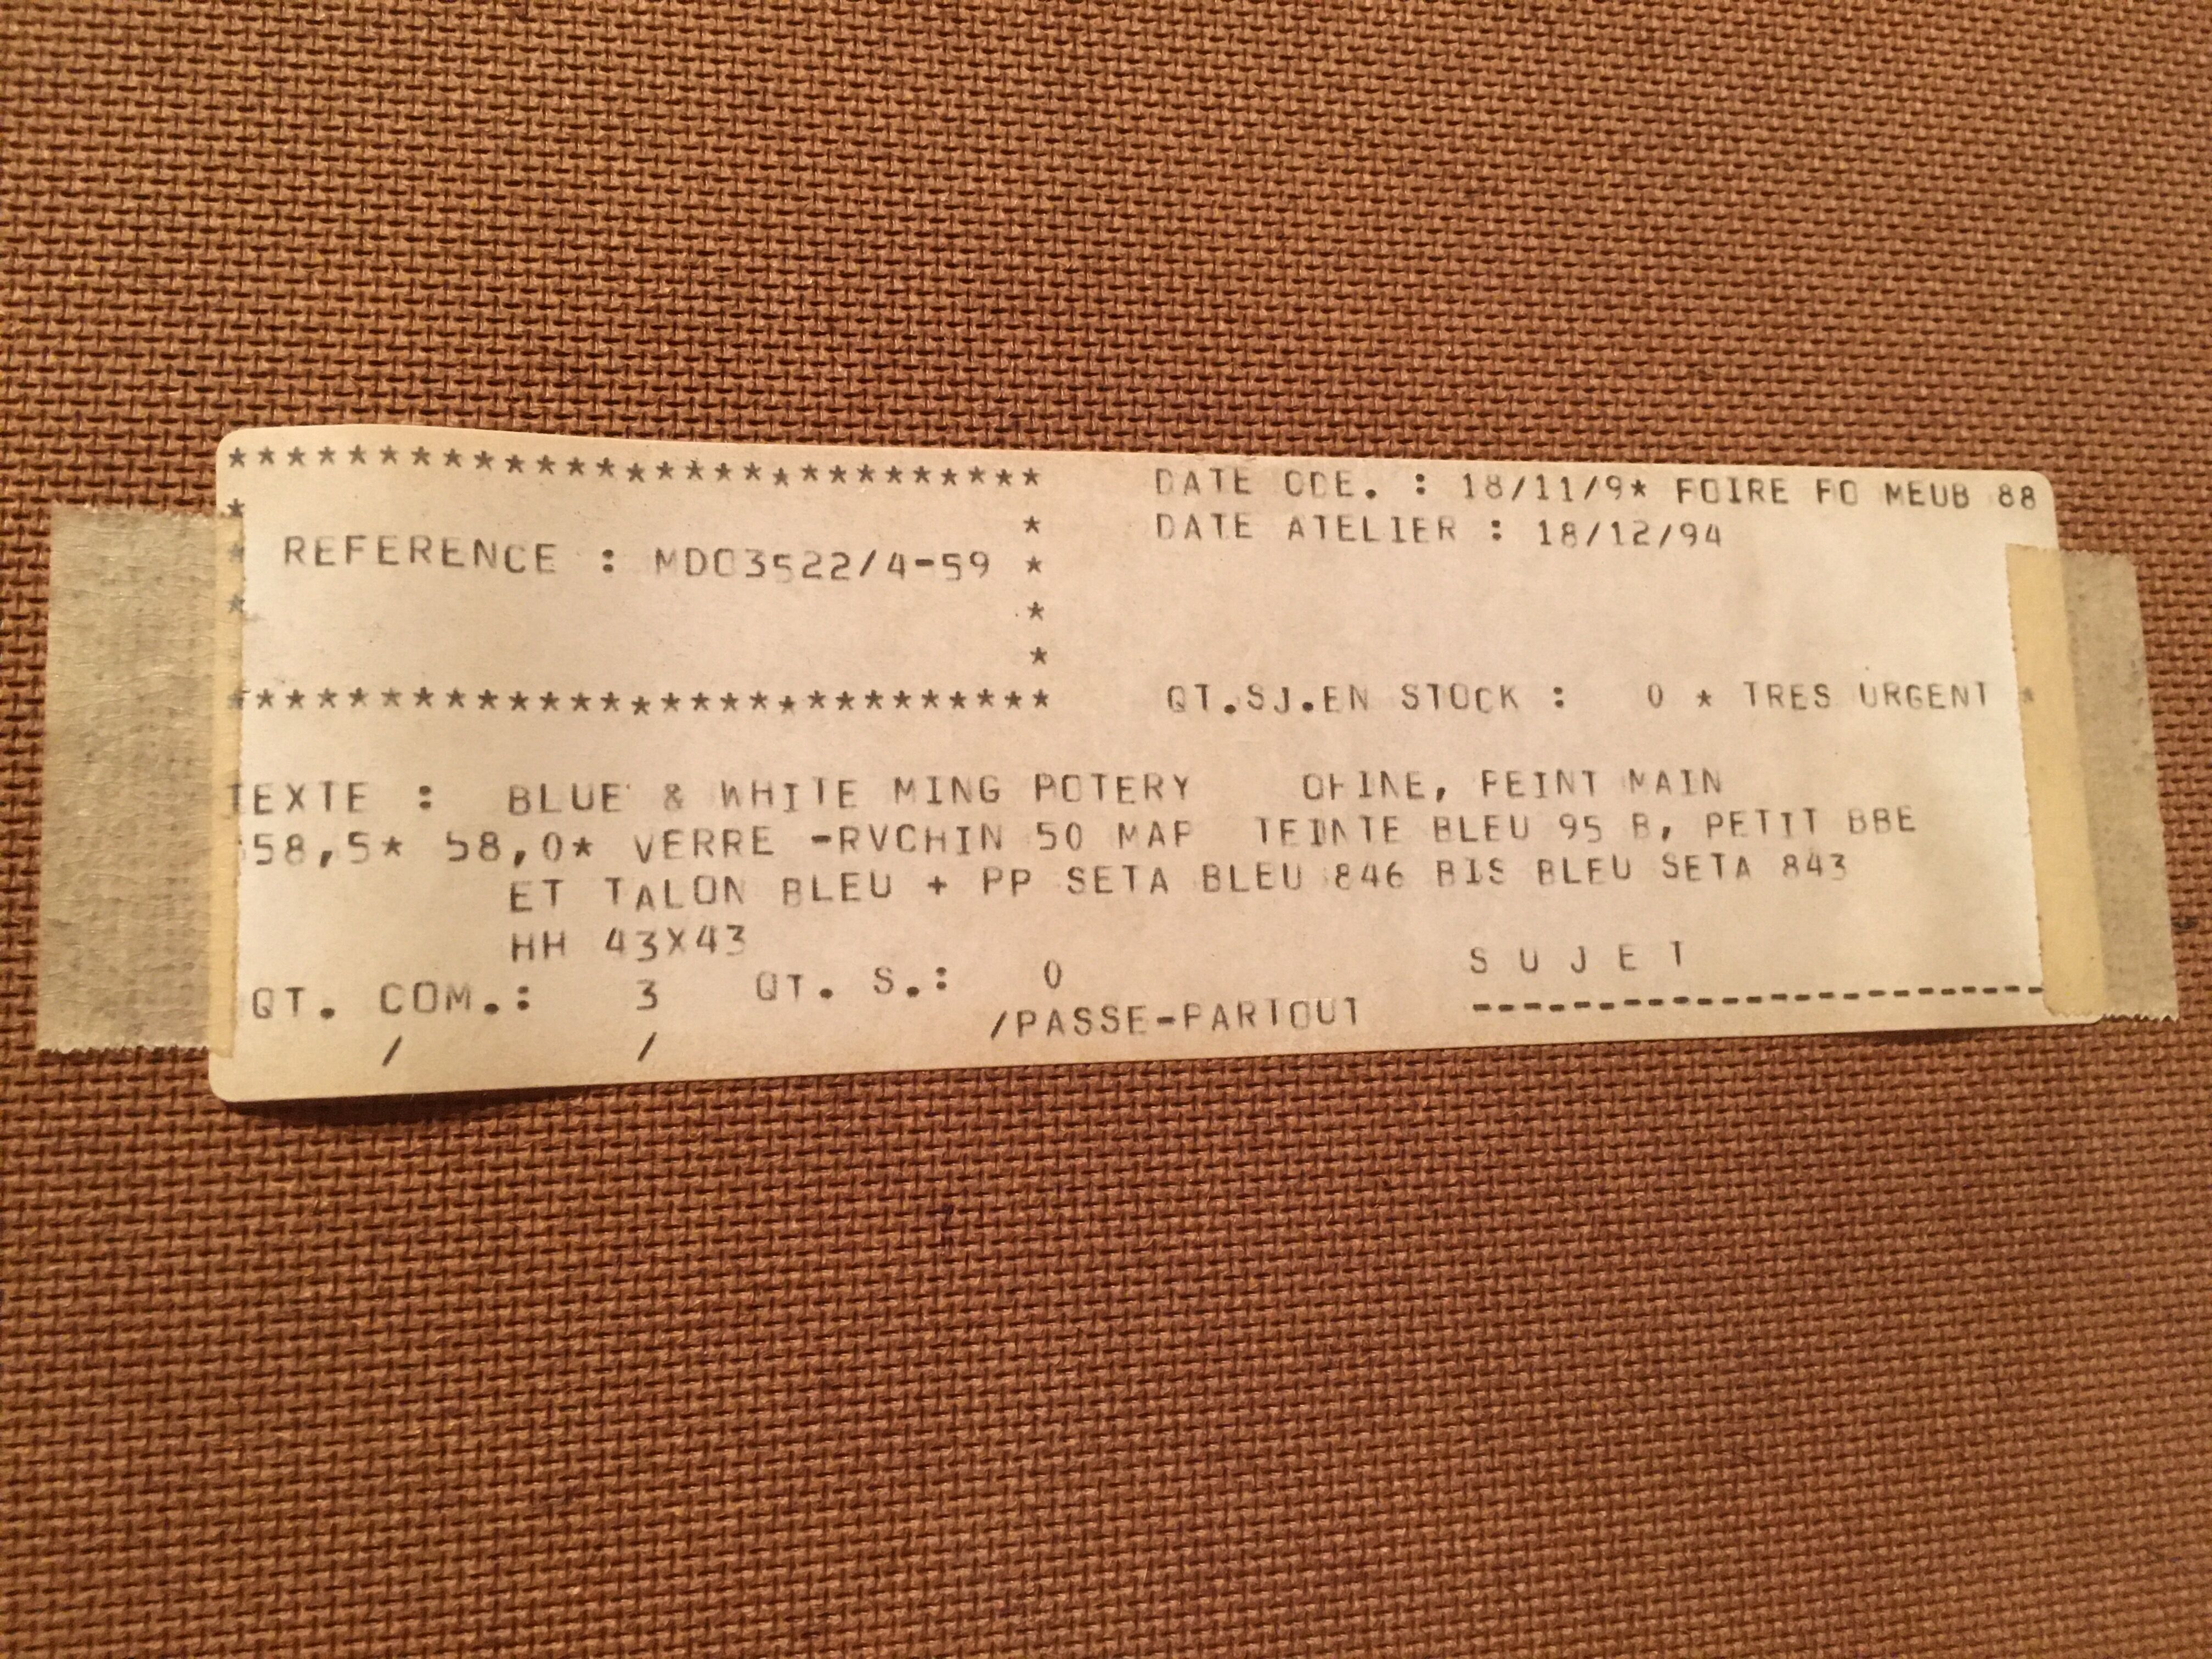 ***************************
DATE CDE. : 18/11/9* FOIRE FO MEUB 88
DATE ATELIER : 18/12/94
* REFERENCE : MD03522/4-59 *
***************************
QT.SJ.EN STOCK : 0 * TRES URGENT *
TEXTE : BLUE & WHITE MING POTERY CHINE, PEINT MAIN
58,5* 58,0* VERRE -RVCHIN 50 MAP TEINTE BLEU 95 B, PETIT BBE
ET TALON BLEU + PP SETA BLEU 846 BIS BLEU SETA 843
HH 43X43
S U J E T
QT. COM.: 3 QT. S.: 0
--------------------
/ / /PASSE-PARTOUT